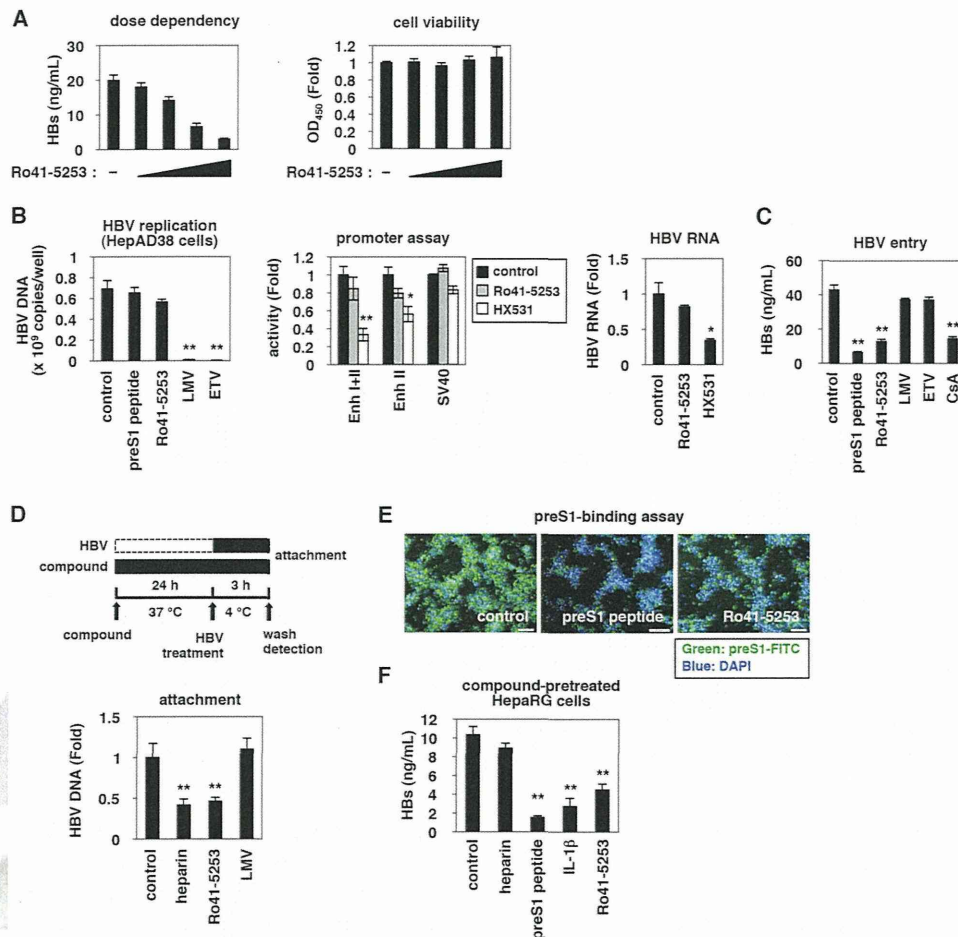 A
dose dependency
HBs (ng/mL)
30
20
10
0
Ro41-5253 : –
cell viability
OD450 (Fold)
1.2
1
0.8
0.6
0.4
0.2
0
Ro41-5253 : –
B
HBV replication
(HepAD38 cells)
HBV DNA
(x 10⁹ copies/well)
1
0.8
0.6
0.4
0.2
0
** **
control
preS1 peptide
Ro41-5253
LMV
ETV
promoter assay
activity (Fold)
1.2
1
0.8
0.6
0.4
0.2
0
**
*
Enh I+II
Enh II
SV40
control
Ro41-5253
HX531
HBV RNA
HBV RNA (Fold)
1.5
1
0.5
0
*
control
Ro41-5253
HX531
C
HBV entry
HBs (ng/mL)
60
40
20
0
** ** **
control
preS1 peptide
Ro41-5253
LMV
ETV
CsA
D
HBV
compound
attachment
24 h 3 h
37 °C 4 °C
compound
HBV
treatment
wash
detection
attachment
HBV DNA (Fold)
1.5
1
0.5
0
** **
control
heparin
Ro41-5253
LMV
E
preS1-binding assay
control
preS1 peptide
Ro41-5253
Green: preS1-FITC
Blue: DAPI
F
compound-pretreated
HepaRG cells
HBs (ng/mL)
12
10
8
6
4
2
0
** ** **
control
heparin
preS1 peptide
IL-1β
Ro41-5253